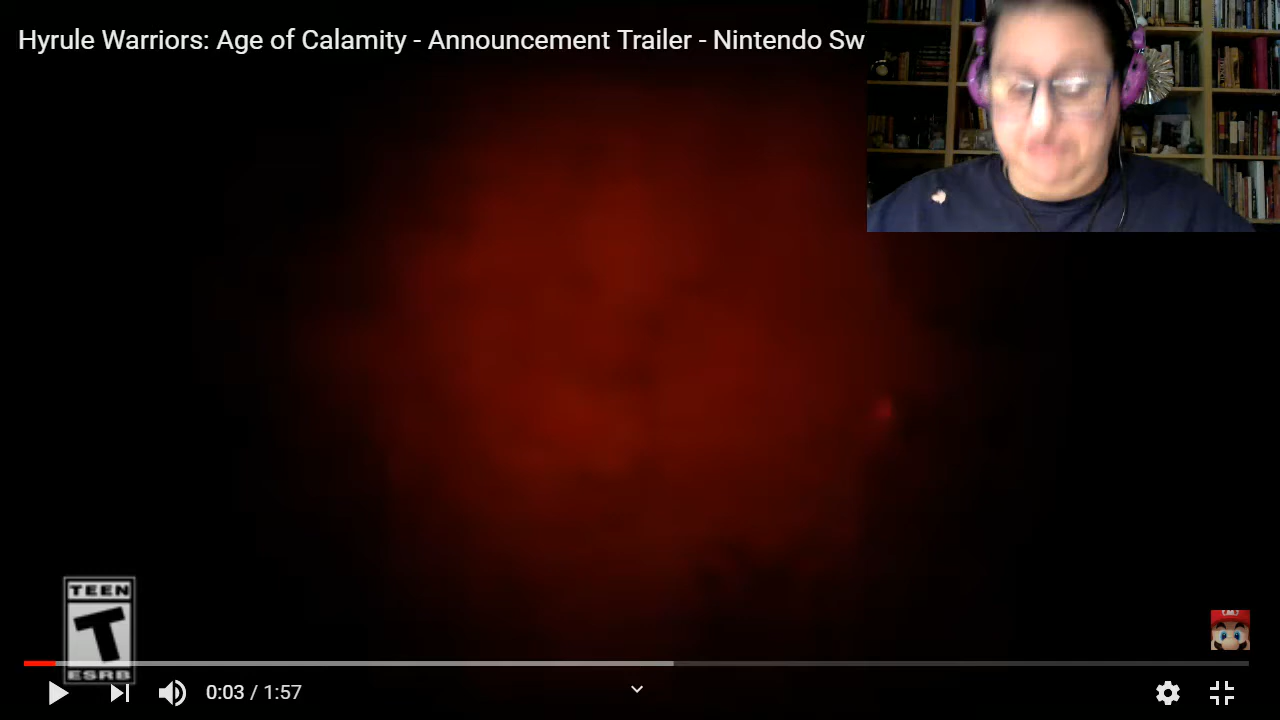 Hyrule Warriors: Age of Calamity - Announcement Trailer - Nintendo Sw
TEEN
T
ESRB
M
0:03 / 1:57